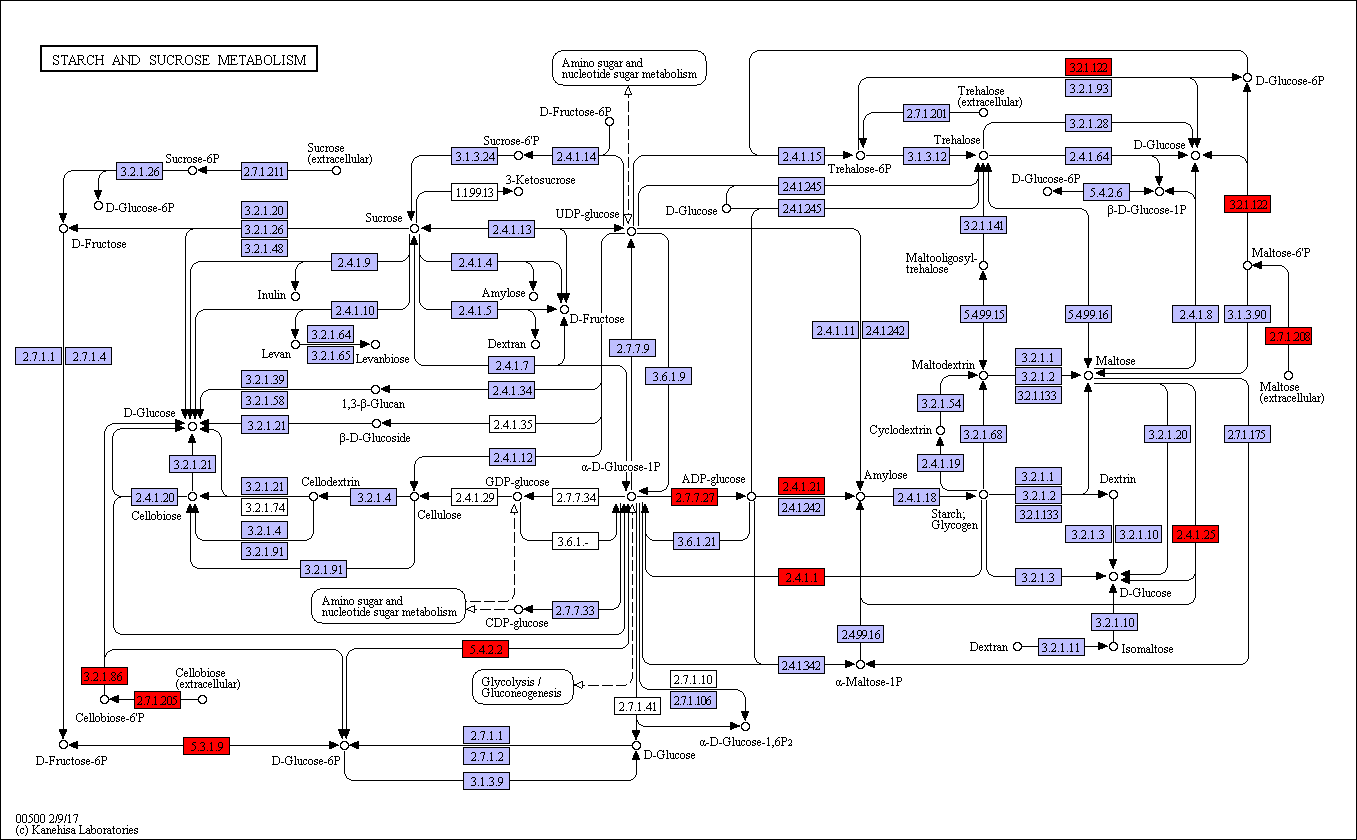 STARCH AND SUCROSE METABOLISM
Amino sugar and
nucleotide sugar metabolism
3.2.1.122
D-Glucose-6P
3.2.1.93
D-Fructose-6P
2.7.1.201
Trehalose
(extracellular)
3.2.1.28
Sucrose
(extracellular)
Sucrose-6P
3.2.1.26
2.7.1.211
D-Glucose-6P
Sucrose-6'P
3.1.3.24
2.4.1.14
3-Ketosucrose
1.1.99.13
2.4.1.15
Trehalose-6P
3.1.3.12
Trehalose
2.4.1.64
D-Glucose
D-Glucose-6P
5.4.2.6
β-D-Glucose-1P
2.4.1.245
D-Glucose
2.4.1.245
3.2.1.122
3.2.1.20
3.2.1.26
3.2.1.48
D-Fructose
Sucrose
2.4.1.13
UDP-glucose
3.2.1.141
Maltose-6'P
2.4.1.9
Inulin
2.4.1.4
Amylose
Maltooligosyl-
trehalose
2.4.1.10
2.4.1.5
D-Fructose
5.4.99.15
5.4.99.16
2.4.1.8
3.1.3.90
2.7.1.208
3.2.1.64
3.2.1.65
Levan
Levanbiose
Dextran
2.4.1.11
2.4.1.242
2.7.1.1
2.7.1.4
2.7.7.9
2.4.1.7
3.6.1.9
Maltodextrin
3.2.1.1
3.2.1.2
3.2.1.133
Maltose
Maltose
(extracellular)
3.2.1.39
3.2.1.58
1,3-β-Glucan
2.4.1.34
3.2.1.54
D-Glucose
3.2.1.21
β-D-Glucoside
2.4.1.35
Cyclodextrin
3.2.1.68
3.2.1.20
2.7.1.175
3.2.1.21
2.4.1.12
2.4.1.19
α-D-Glucose-1P
ADP-glucose
Amylose
2.4.1.20
Cellobiose
3.2.1.21
3.2.1.74
3.2.1.4
3.2.1.91
Cellodextrin
3.2.1.4
Cellulose
2.4.1.29
GDP-glucose
2.7.7.34
2.7.7.27
2.4.1.21
2.4.1.242
2.4.1.18
Starch;
Glycogen
3.2.1.1
3.2.1.2
3.2.1.133
Dextrin
3.2.1.3
3.2.1.10
2.4.1.25
3.6.1.-
3.6.1.21
3.2.1.91
2.4.1.1
3.2.1.3
D-Glucose
Amino sugar and
nucleotide sugar metabolism
CDP-glucose
2.7.7.33
3.2.1.10
2.4.99.16
Dextran
3.2.1.11
Isomaltose
5.4.2.2
2.4.1.342
α-Maltose-1P
3.2.1.86
Cellobiose
(extracellular)
2.7.1.205
Cellobiose-6'P
Glycolysis /
Gluconeogenesis
2.7.1.10
2.7.1.106
2.7.1.41
α-D-Glucose-1,6P2
D-Fructose-6P
5.3.1.9
D-Glucose-6P
2.7.1.1
2.7.1.2
3.1.3.9
D-Glucose
00500 2/9/17
(c) Kanehisa Laboratories